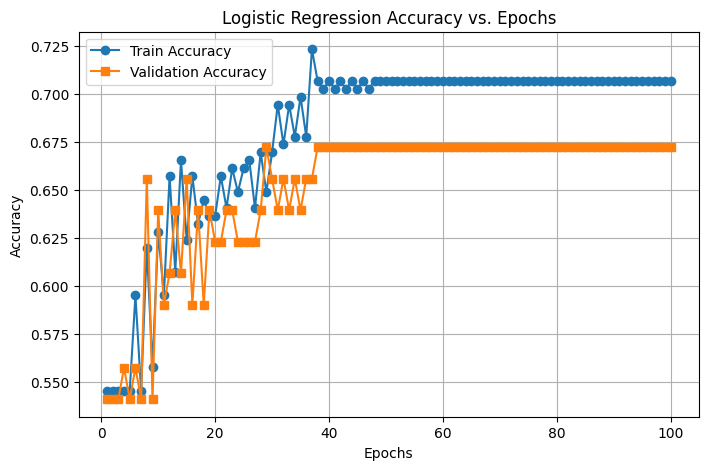 Logistic Regression Accuracy vs. Epochs
Train Accuracy
Validation Accuracy
0.725
0.700
0.675
0.650
0.625
0.600
0.575
0.550
Accuracy
0
20
40
60
80
100
Epochs